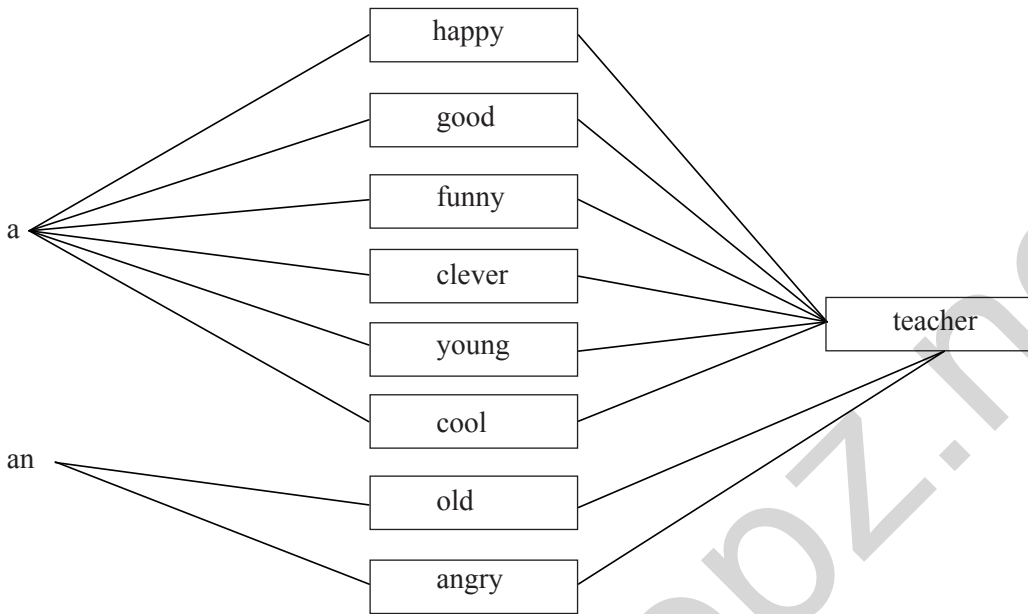 happy
good
funny
a
clever
teacher
young
cool
an
old
angry